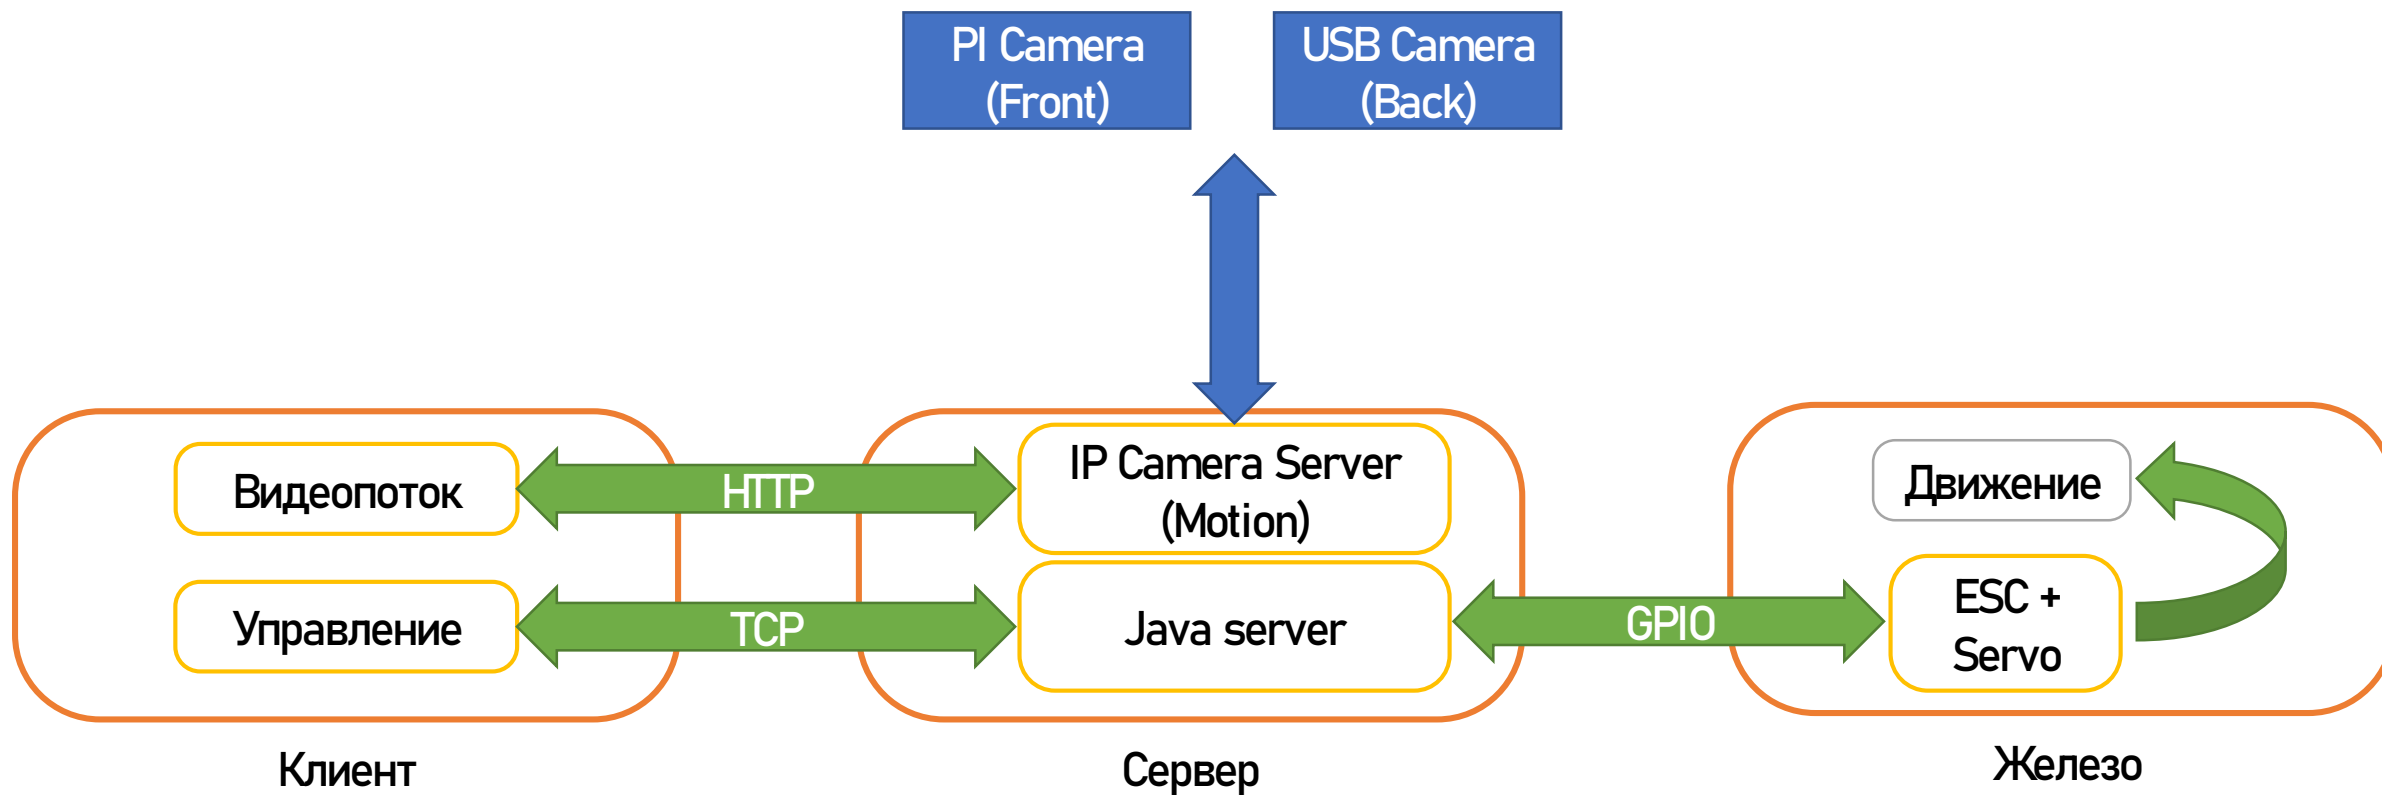 PI Camera
(Front)
USB Camera
(Back)
Видеопоток
HTTP
IP Camera Server
(Motion)
Движение
Управление
TCP
Java server
GPIO
ESC +
Servo
Клиент
Сервер
Железо